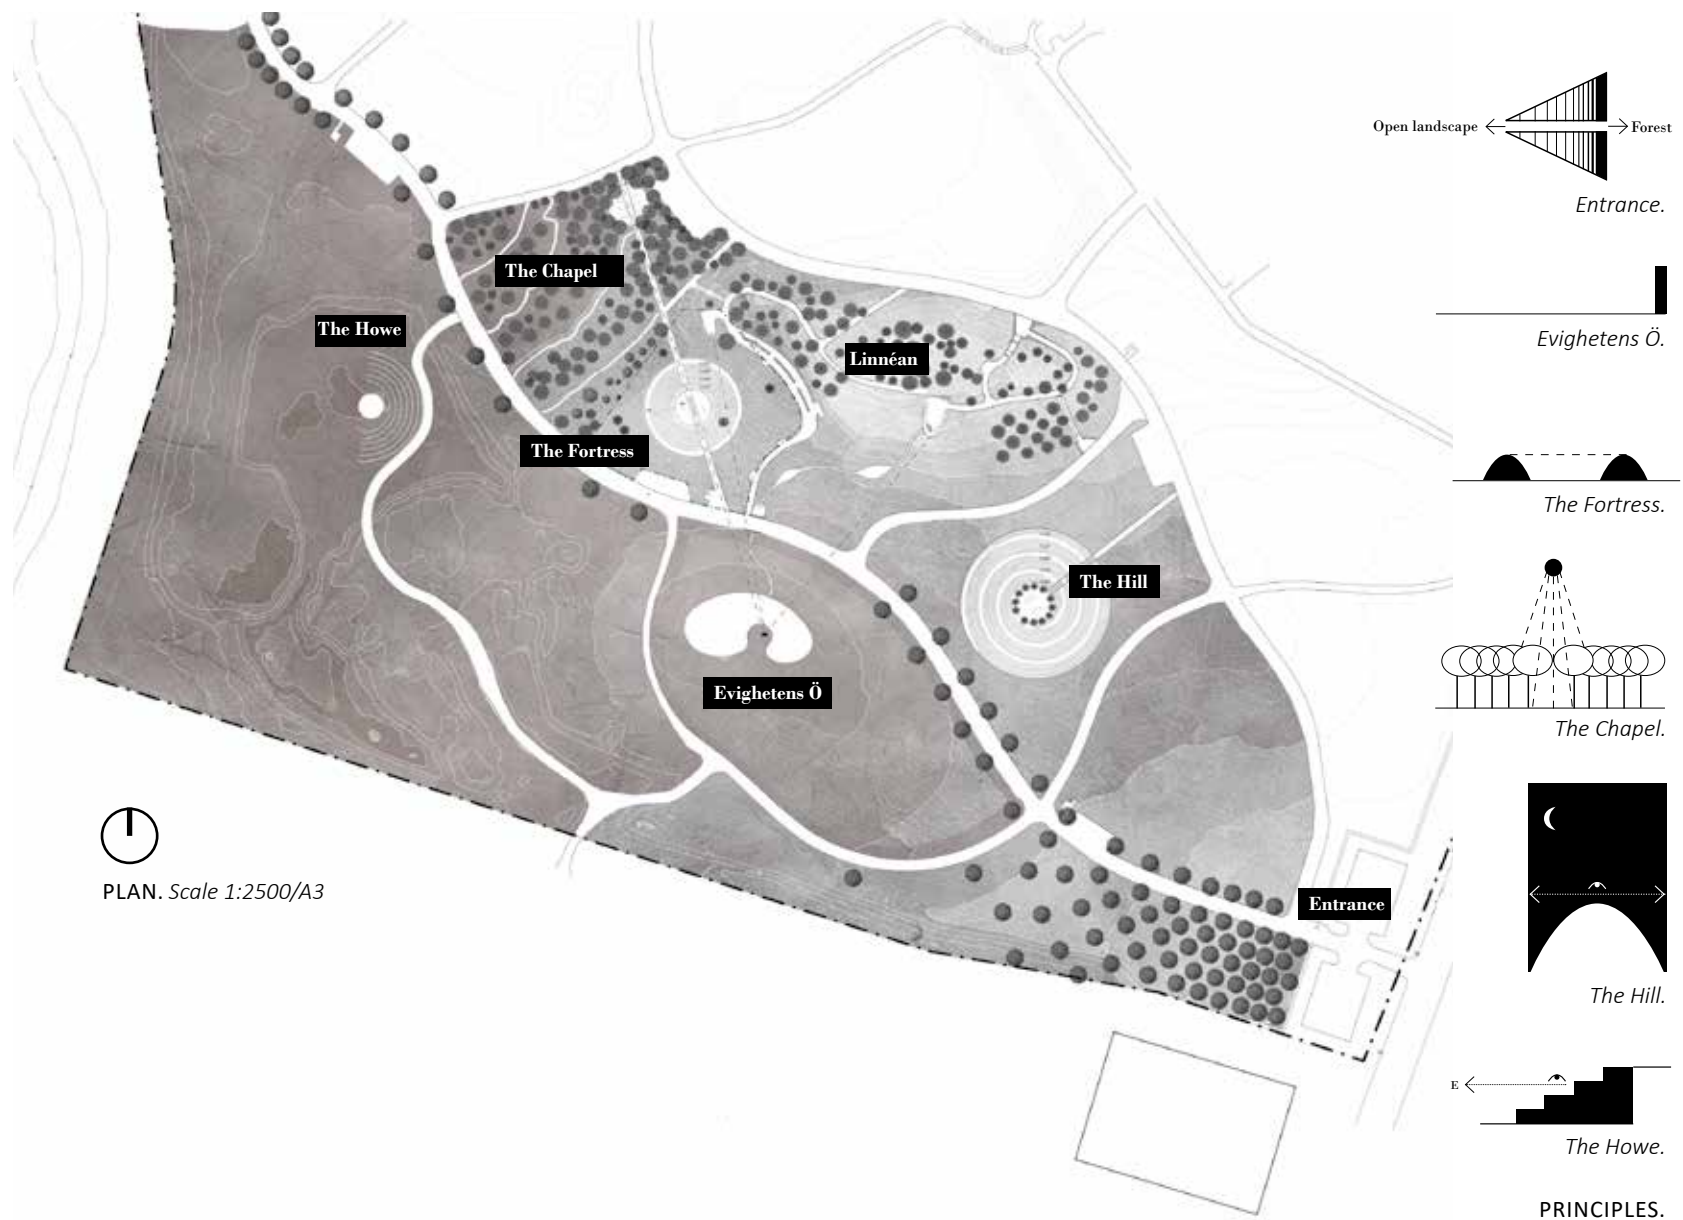 The Chapel
The Howe
Linnéan
The Fortress
The Hill
Evighetens Ö
Entrance
PLAN. Scale 1:2500/A3
Open landscape
Forest
Entrance.
Evighetens Ö.
The Fortress.
The Chapel.
The Hill.
E
The Howe.
PRINCIPLES.